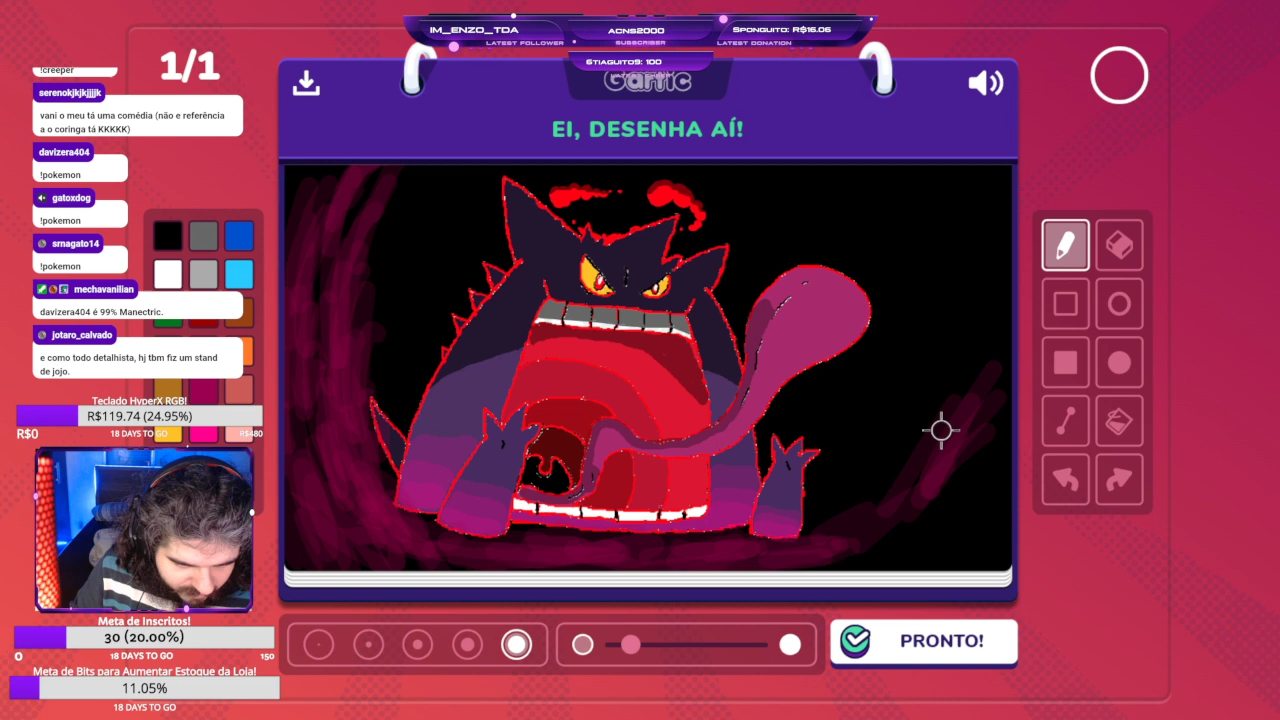 IM_ENZO_TDA
LATEST FOLLOWER
ACNS2000
SUBSCRIBER
SPONGUITO: R$16.06
LATEST DONATION
6TIAGUITO9: 100
Gartic
1/1
EI, DESENHA AÍ!
!creeper
serenokjkjkjjjjk
vani o meu tá uma comédia (não e referência
a o coringa tá KKKKK)
davizera404
!pokemon
gatoxdog
!pokemon
smagato14
!pokemon
mechavanilian
davizera404 é 99% Manectric.
jotaro_calvado
e como todo detalhista, hj tbm fiz um stand
de jojo.
Teclado HyperX RGB!
R$119.74 (24.95%)
R$0
18 DAYS TO GO
R$480
Meta de Inscritos!
30 (20.00%)
0
18 DAYS TO GO
150
Meta de Bits para Aumentar Estoque da Loja!
11.05%
18 DAYS TO GO
PRONTO!